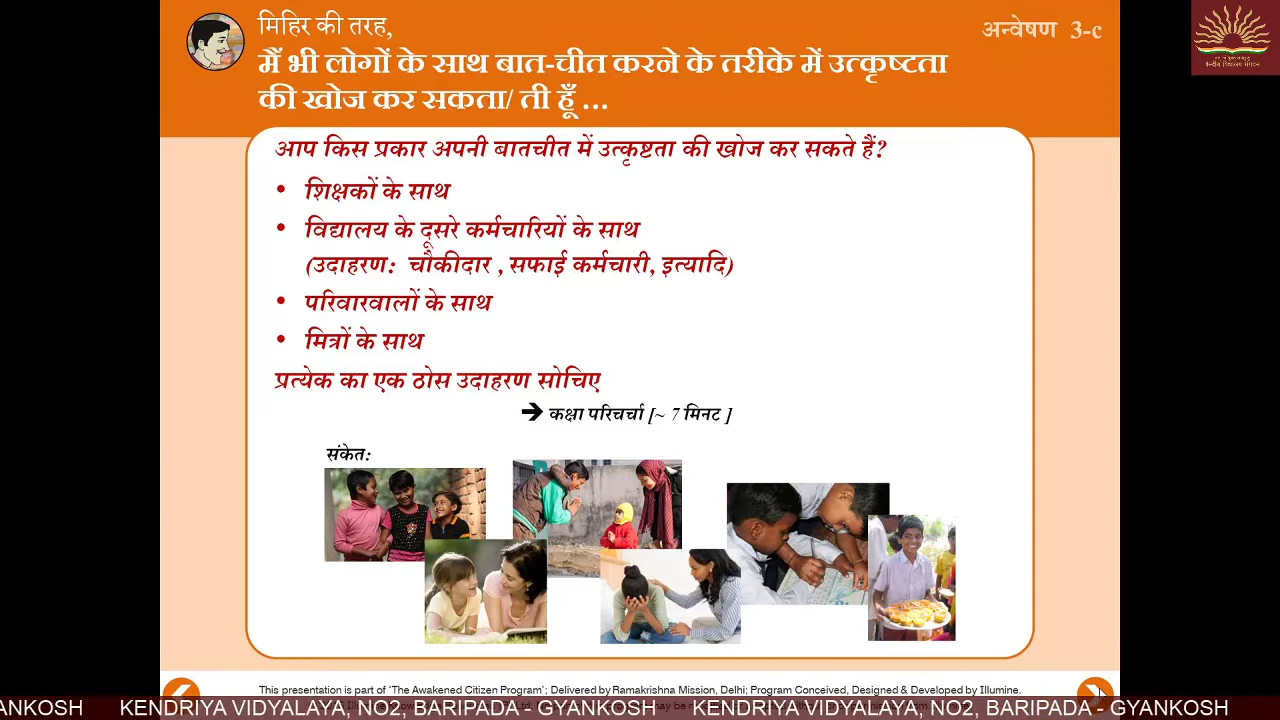 मिहिर की तरह,
अन्वेषण 3-c
मैं भी लोगों के साथ बात-चीत करने के तरीके में उत्कृष्टता
की खोज कर सकता/ ती हूँ ...
आप किस प्रकार अपनी बातचीत में उत्कृष्टता की खोज कर सकते हैं?
• शिक्षकों के साथ
• विद्यालय के दूसरे कर्मचारियों के साथ
(उदाहरण: चौकीदार , सफाई कर्मचारी, इत्यादि)
• परिवारवालों के साथ
• मित्रों के साथ
प्रत्येक का एक ठोस उदाहरण सोचिए
➔ कक्षा परिचर्चा [~ 7 मिनट ]
संकेत:
This presentation is part of 'The Awakened Citizen Program'; Delivered by Ramakrishna Mission, Delhi; Program Conceived, Designed & Developed by Illumine.
ANKOSH KENDRIYA VIDYALAYA, NO2, BARIPADA - GYANKOSH KENDRIYA VIDYALAYA, NO2, BARIPADA - GYANKOSH